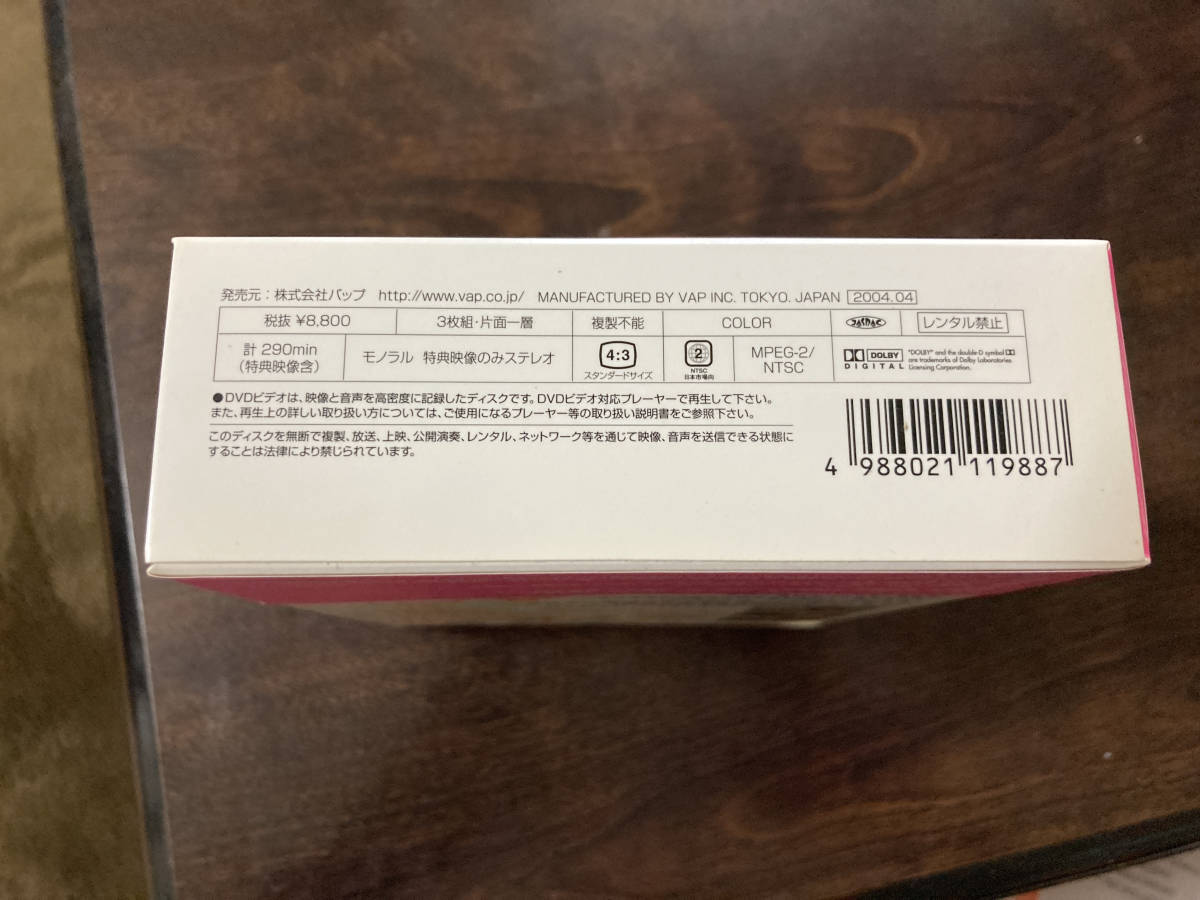 発売元：株式会社バップ http://www.vap.co.jp/ MANUFACTURED BY VAP INC. TOKYO. JAPAN 2004.04
税抜 ¥8,800 3枚組・片面一層 複製不能 COLOR レンタル禁止
計 290min
(特典映像含)
モノラル 特典映像のみステレオ
4:3
スタンダードサイズ
2
NTSC
日本市場向
MPEG-2/
NTSC
DOLBY
DIGITAL
"DOLBY" and the double-D symbol
are trademarks of Dolby Laboratories
Licensing Corporation.
●DVDビデオは、映像と音声を高密度に記録したディスクです。DVDビデオ対応プレーヤーで再生して下さい。
また、再生上の詳しい取り扱い方については、ご使用になるプレーヤー等の取り扱い説明書をご参照下さい。
このディスクを無断で複製、放送、上映、公開演奏、レンタル、ネットワーク等を通じて映像、音声を送信できる状態に
することは法律により禁じられています。
4 988021 119887